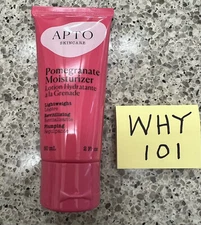 APTO
SKINCARE
Pomegranate
Moisturizer
Lotion Hydratante
à la Grenade
Lightweight
Revitalizing
Plumping
WHY
101